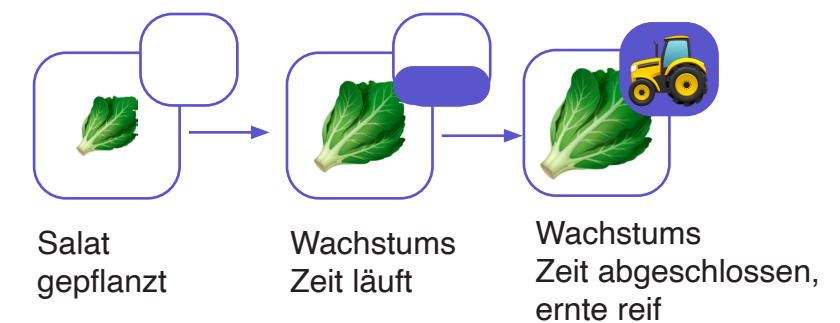 Salat
gepflanzt
Wachstums
Zeit läuft
Wachstums
Zeit abgeschlossen,
ernte reif